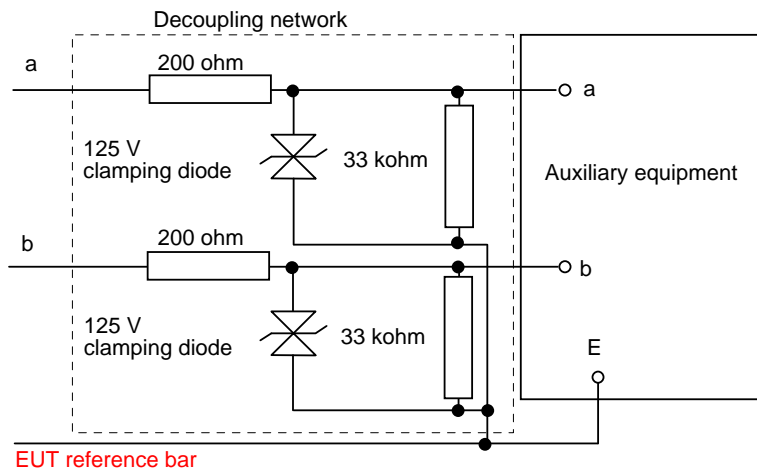 Decoupling network
a
200 ohm
a
125 V
clamping diode
33 kohm
Auxiliary equipment
b
200 ohm
b
125 V
clamping diode
33 kohm
E
EUT reference bar